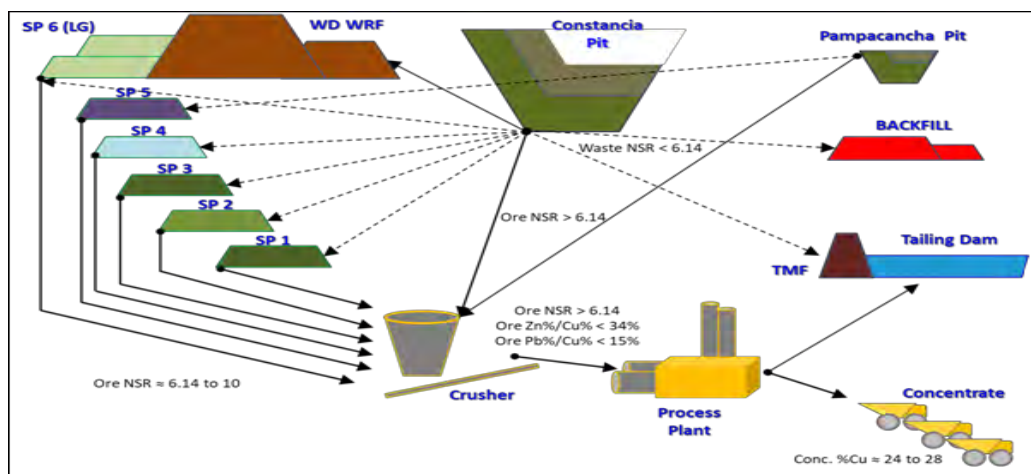 SP 6 (LG)
WD WRF
Constancia
Pit
Pampacancha Pit
SP 5
SP 4
SP 3
SP 2
SP 1
BACKFILL
Waste NSR < 6.14
Ore NSR > 6.14
Tailing Dam
TMF
Ore NSR > 6.14
Ore Zn%/Cu% < 34%
Ore Pb%/Cu% < 15%
Ore NSR ≈ 6.14 to 10
Crusher
Process
Plant
Concentrate
Conc. %Cu ≈ 24 to 28